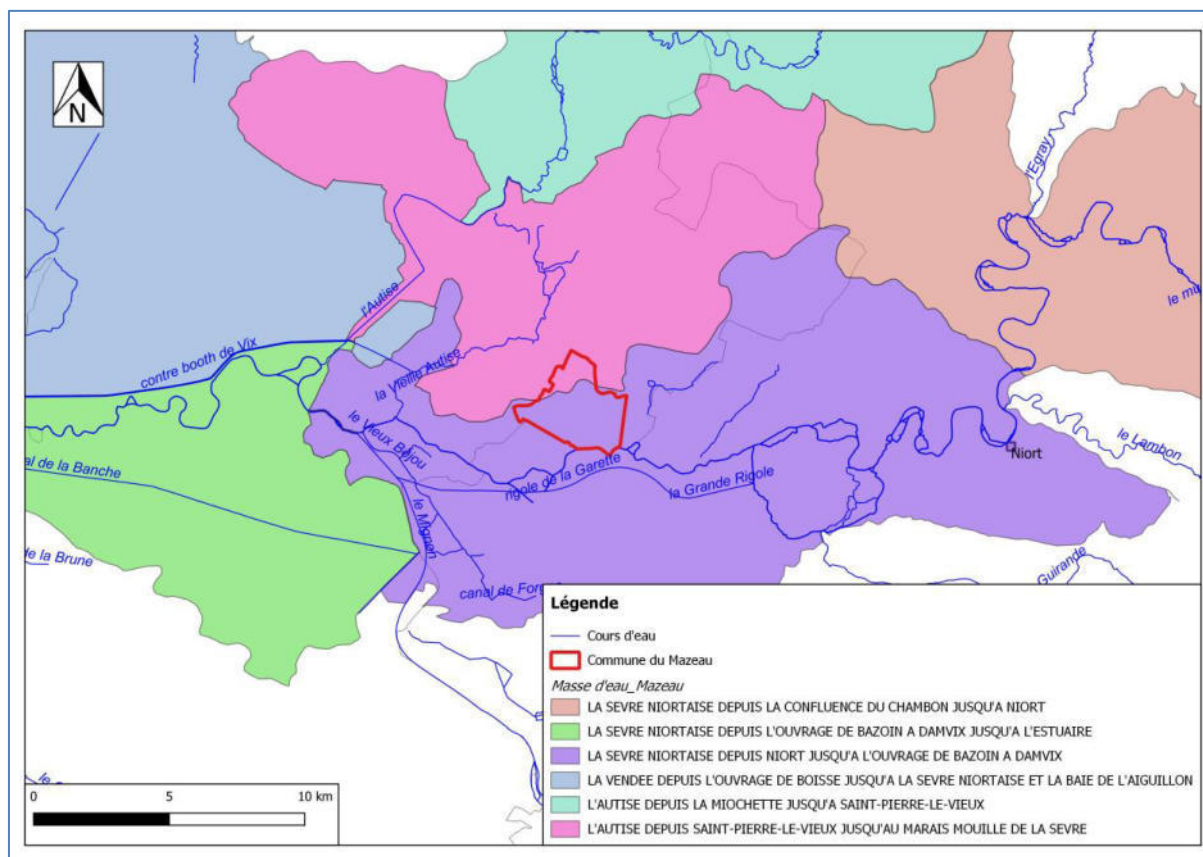 N
l'Egray
le mu
l'Autise
contre booth de Vix
la Vieille Autise
le Vieux Béjou
le Lambon
Niort
al de la Banche
rigole de la Garette
la Grande Rigole
le Mignon
de la Brune
canal de Forg
Guirande
Légende
Cours d'eau
Commune du Mazeau
Masse d'eau_Mazeau
LA SEVRE NIORTAISE DEPUIS LA CONFLUENCE DU CHAMBON JUSQU'A NIORT
LA SEVRE NIORTAISE DEPUIS L'OUVRAGE DE BAZOIN A DAMVIX JUSQU'A L'ESTUAIRE
LA SEVRE NIORTAISE DEPUIS NIORT JUSQU'A L'OUVRAGE DE BAZOIN A DAMVIX
LA VENDEE DEPUIS L'OUVRAGE DE BOISSE JUSQU'A LA SEVRE NIORTAISE ET LA BAIE DE L'AIGUILLON
L'AUTISE DEPUIS LA MIOCHETTE JUSQU'A SAINT-PIERRE-LE-VIEUX
L'AUTISE DEPUIS SAINT-PIERRE-LE-VIEUX JUSQU'AU MARAIS MOUILLE DE LA SEVRE
0 5 10 km